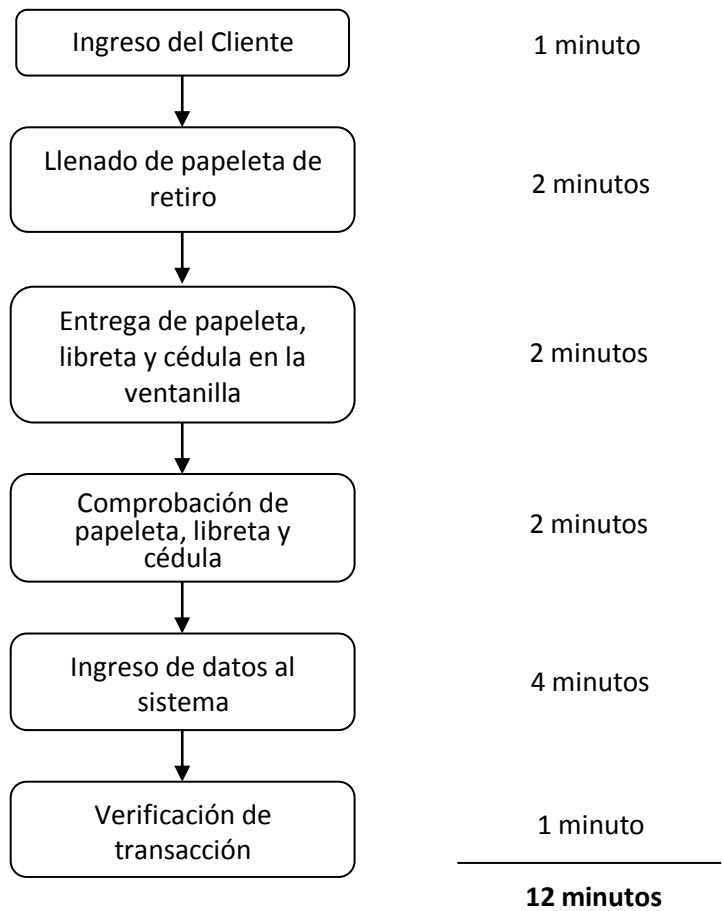 Ingreso del Cliente
1 minuto
Llenado de papeleta de
retiro
2 minutos
Entrega de papeleta,
libreta y cédula en la
ventanilla
2 minutos
Comprobación de
papeleta, libreta y
cédula
2 minutos
Ingreso de datos al
sistema
4 minutos
Verificación de
transacción
1 minuto
12 minutos